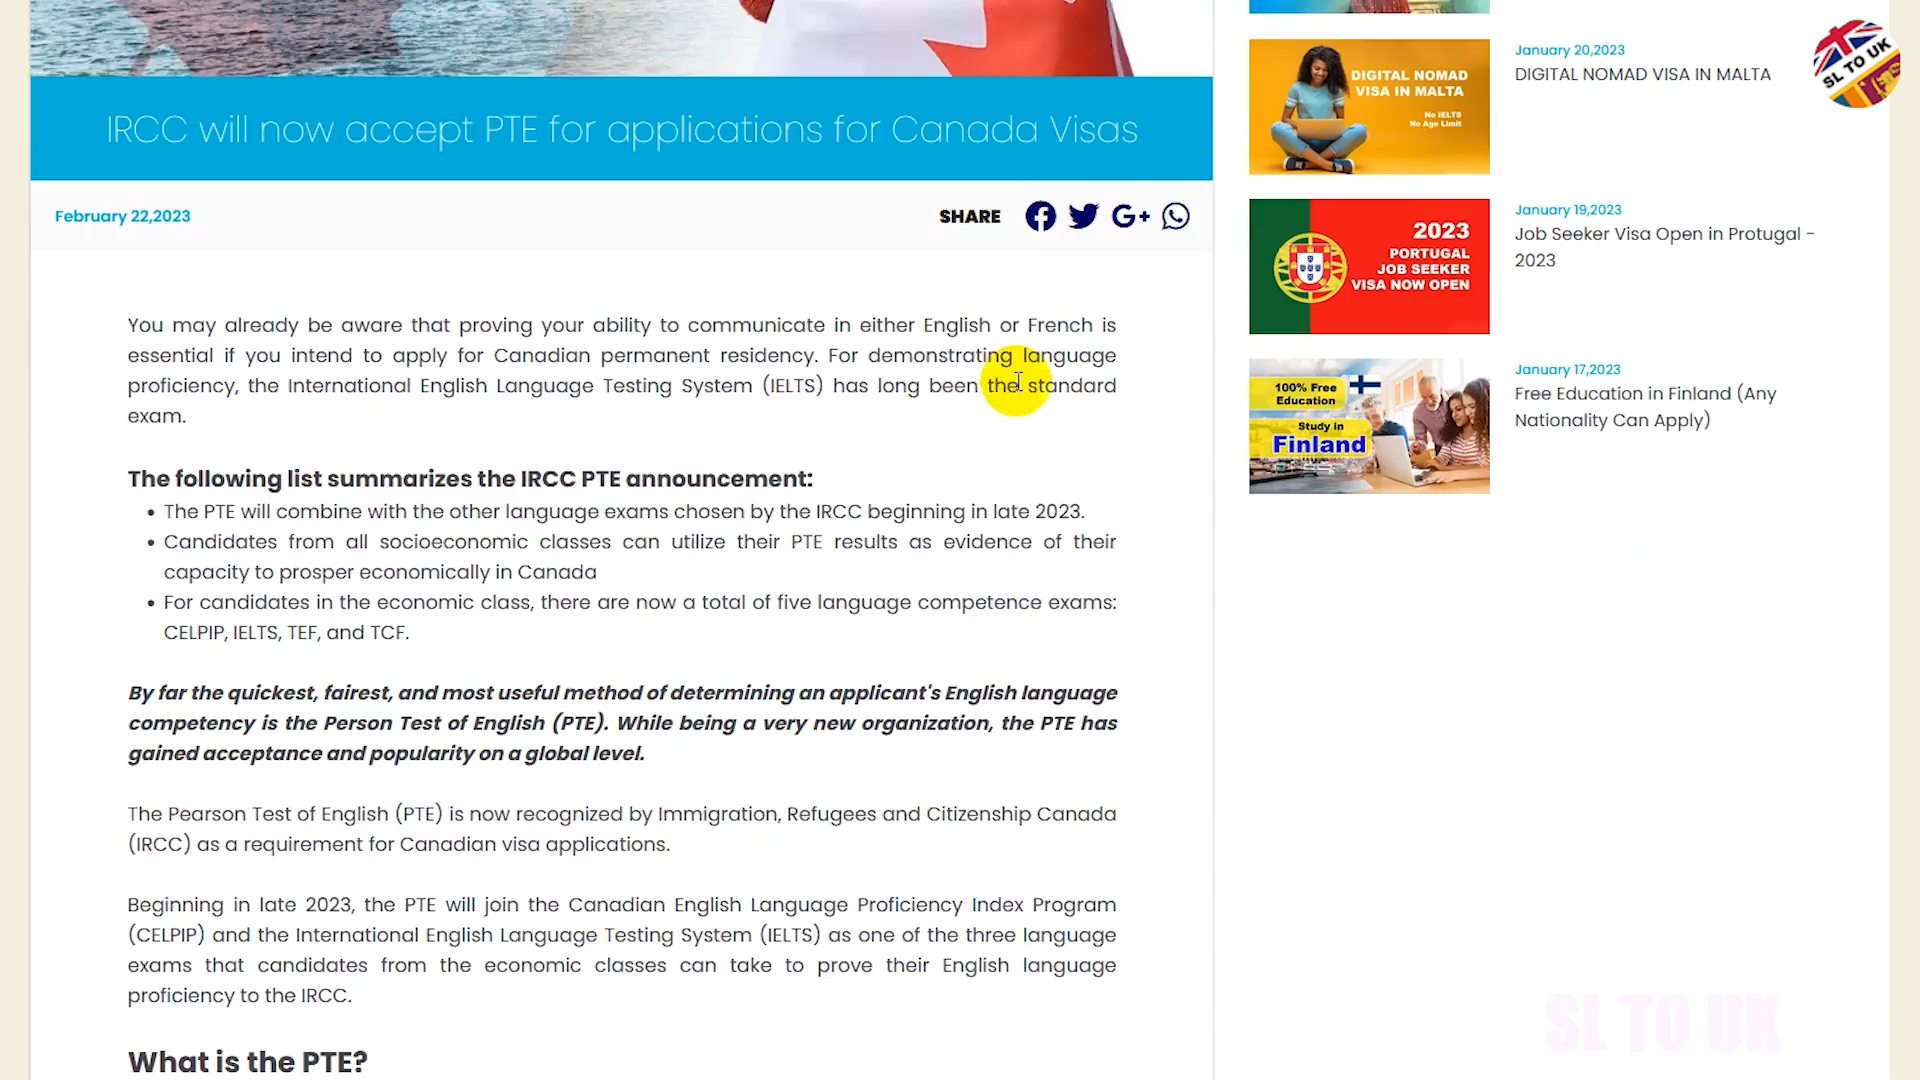 IRCC will now accept PTE for applications for Canada Visas
February 22,2023
SHARE
You may already be aware that proving your ability to communicate in either English or French is
essential if you intend to apply for Canadian permanent residency. For demonstrating language
proficiency, the International English Language Testing System (IELTS) has long been the standard
exam.
The following list summarizes the IRCC PTE announcement:
• The PTE will combine with the other language exams chosen by the IRCC beginning in late 2023.
• Candidates from all socioeconomic classes can utilize their PTE results as evidence of their
capacity to prosper economically in Canada
• For candidates in the economic class, there are now a total of five language competence exams:
CELPIP, IELTS, TEF, and TCF.
By far the quickest, fairest, and most useful method of determining an applicant's English language
competency is the Person Test of English (PTE). While being a very new organization, the PTE has
gained acceptance and popularity on a global level.
The Pearson Test of English (PTE) is now recognized by Immigration, Refugees and Citizenship Canada
(IRCC) as a requirement for Canadian visa applications.
Beginning in late 2023, the PTE will join the Canadian English Language Proficiency Index Program
(CELPIP) and the International English Language Testing System (IELTS) as one of the three language
exams that candidates from the economic classes can take to prove their English language
proficiency to the IRCC.
What is the PTE?
DIGITAL NOMAD
VISA IN MALTA
No IELTS
No Age Limit
January 20,2023
DIGITAL NOMAD VISA IN MALTA
2023
PORTUGAL
JOB SEEKER
VISA NOW OPEN
January 19,2023
Job Seeker Visa Open in Protugal -
2023
100% Free
Education
Study in
Finland
January 17,2023
Free Education in Finland (Any
Nationality Can Apply)
SL TO UK
SL TO UK